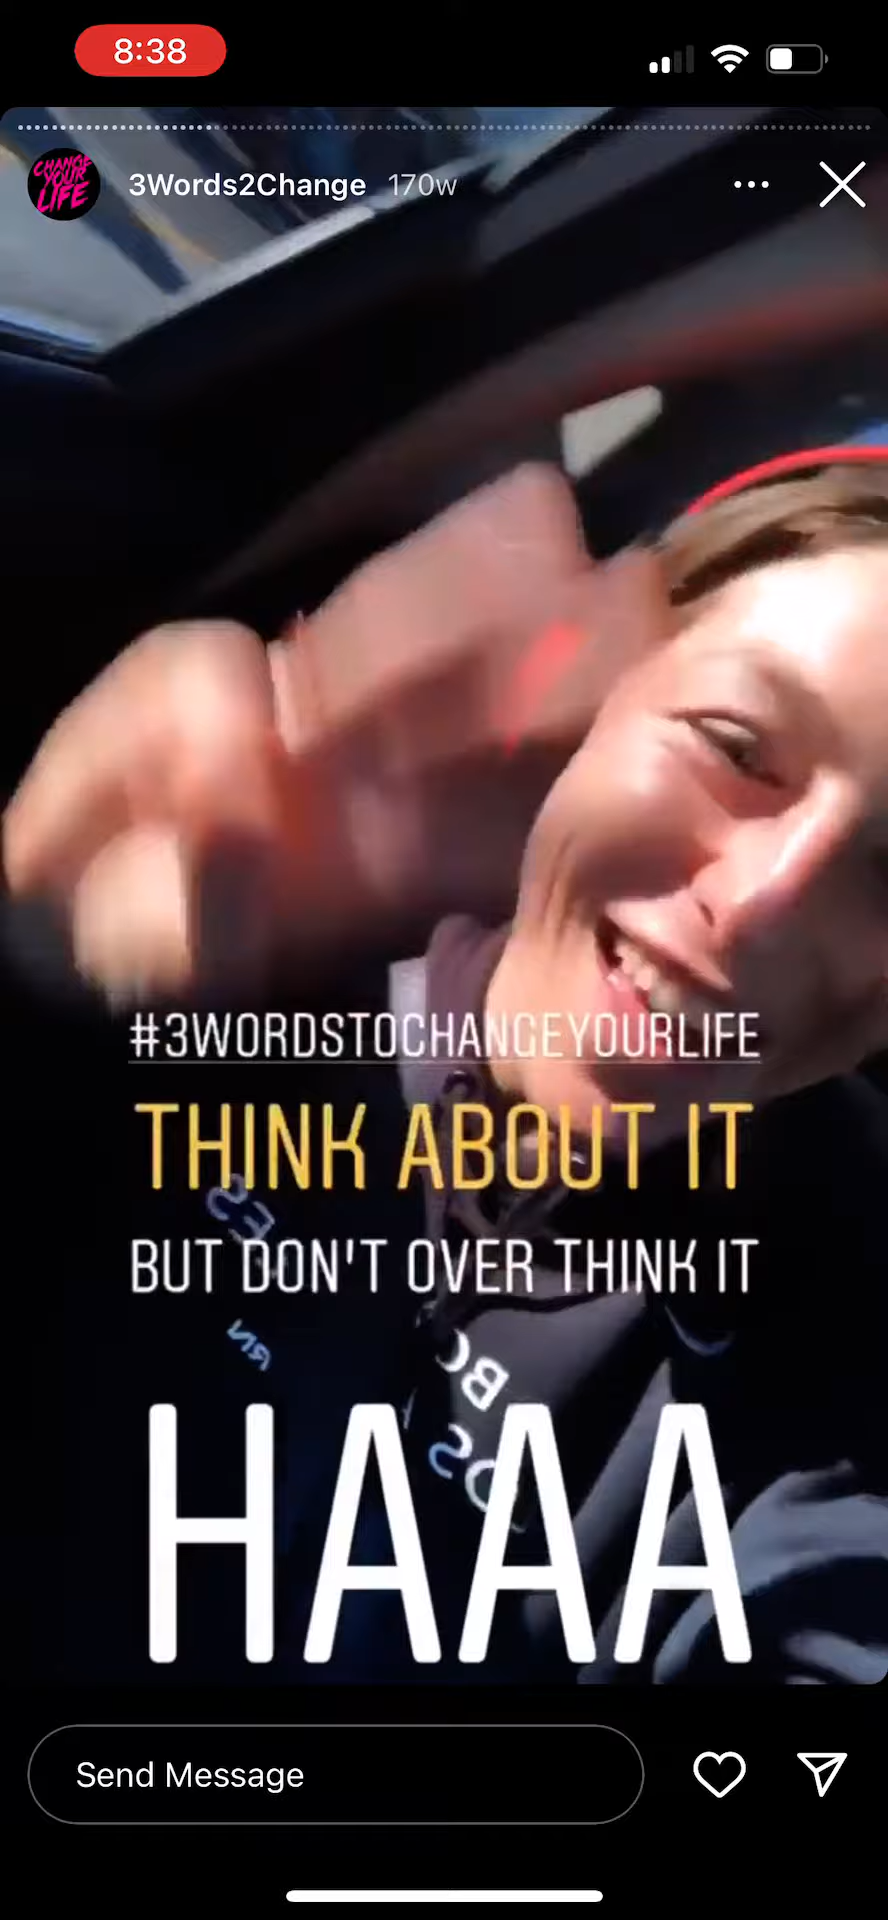 8:38
CHANGE
YOUR
LIFE
3Words2Change 170w
#3WORDSTOCHANGEYOURLIFE
THINK ABOUT IT
BUT DON'T OVER THINK IT
HAAA
Send Message